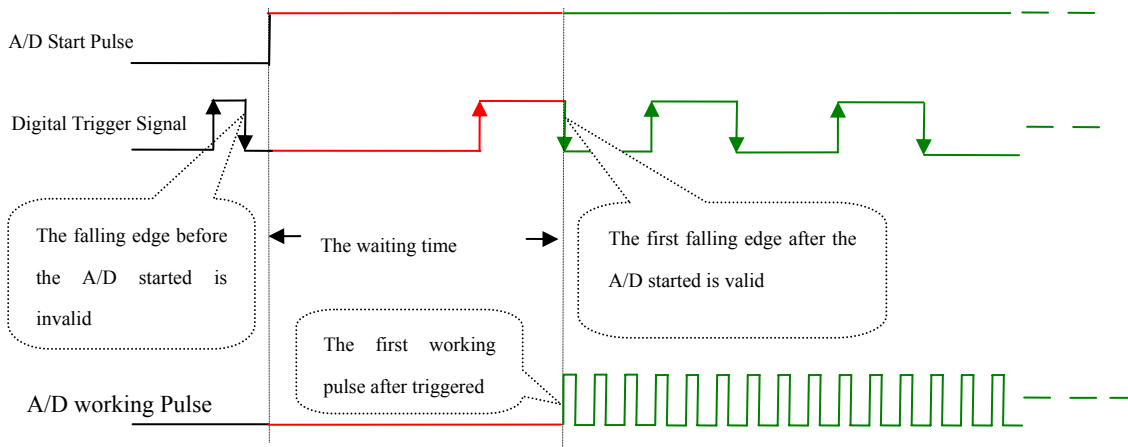 A/D Start Pulse
Digital Trigger Signal
The falling edge before
the A/D started is
invalid
The waiting time
The first falling edge after the
A/D started is valid
The first working
pulse after triggered
A/D working Pulse